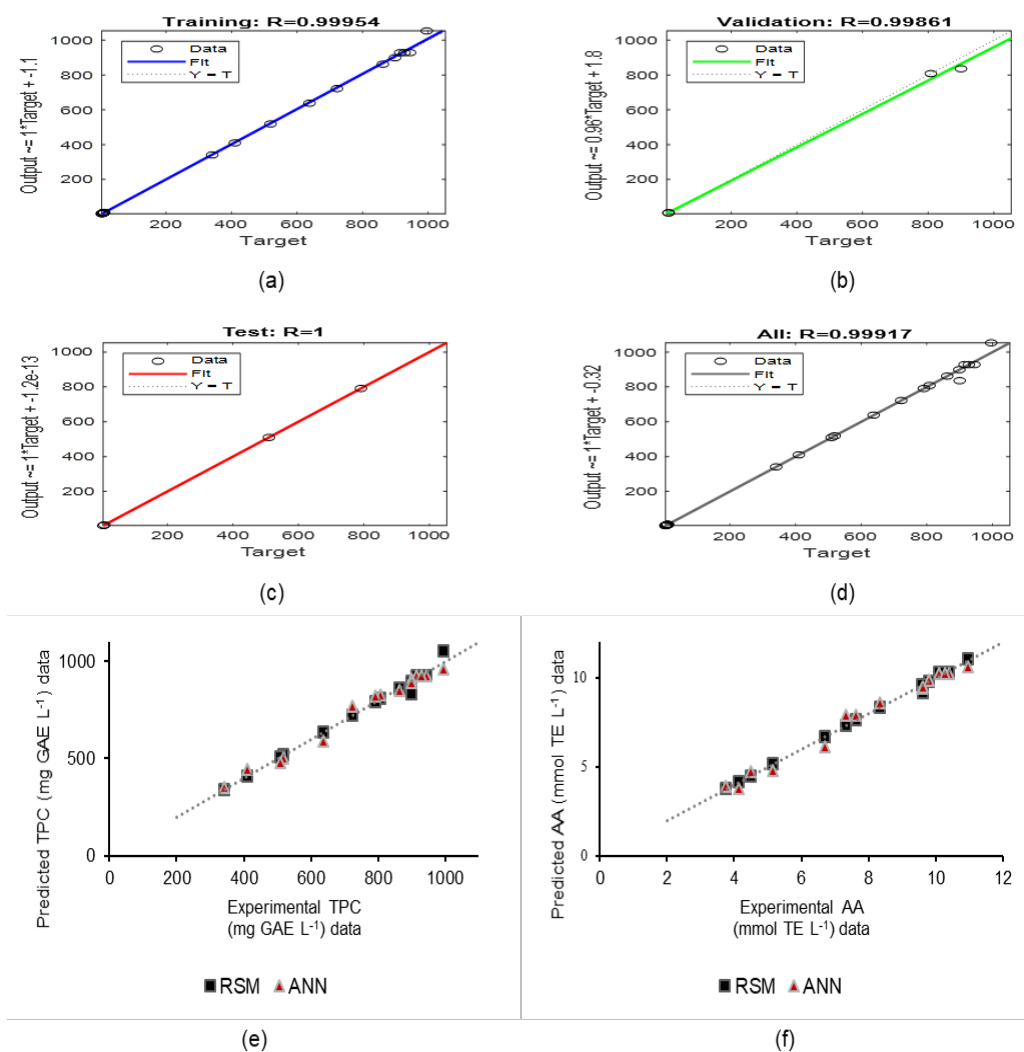 Training: R=0.99954
Output ~= 1*Target + -1.1
1000
800
600
400
200
Data
Fit
Y = T
200
400
600
800
1000
Target
(a)
Validation: R=0.99861
Output ~= 0.96*Target + 1.8
1000
800
600
400
200
Data
Fit
Y = T
200
400
600
800
1000
Target
(b)
Test: R=1
Output ~= 1*Target + -1.2e-13
1000
800
600
400
200
Data
Fit
Y = T
200
400
600
800
1000
Target
(c)
All: R=0.99917
Output ~= 1*Target + -0.32
1000
800
600
400
200
Data
Fit
Y = T
200
400
600
800
1000
Target
(d)
Predicted TPC (mg GAE L⁻¹) data
1000
500
0
0
200
400
600
800
1000
Experimental TPC
(mg GAE L⁻¹) data
RSM
ANN
(e)
Predicted AA (mmol TE L⁻¹) data
10
5
0
0
2
4
6
8
10
12
Experimental AA
(mmol TE L⁻¹) data
RSM
ANN
(f)